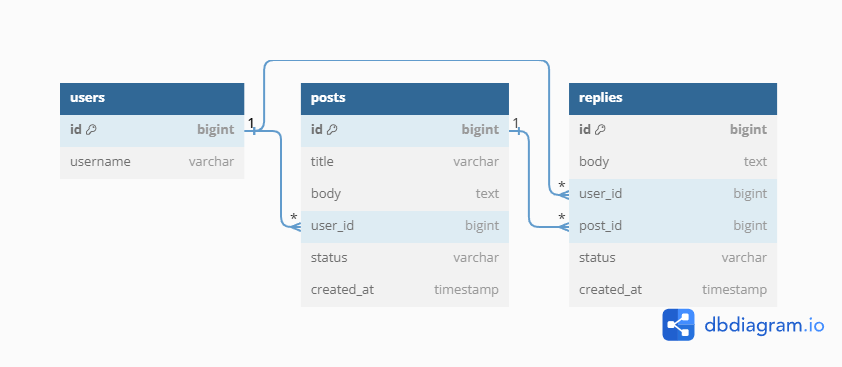 users
id bigint
username varchar
1
*
posts
id bigint
title varchar
body text
user_id bigint
status varchar
created_at timestamp
1
*
*
replies
id bigint
body text
user_id bigint
post_id bigint
status varchar
created_at timestamp
dbdiagram.io